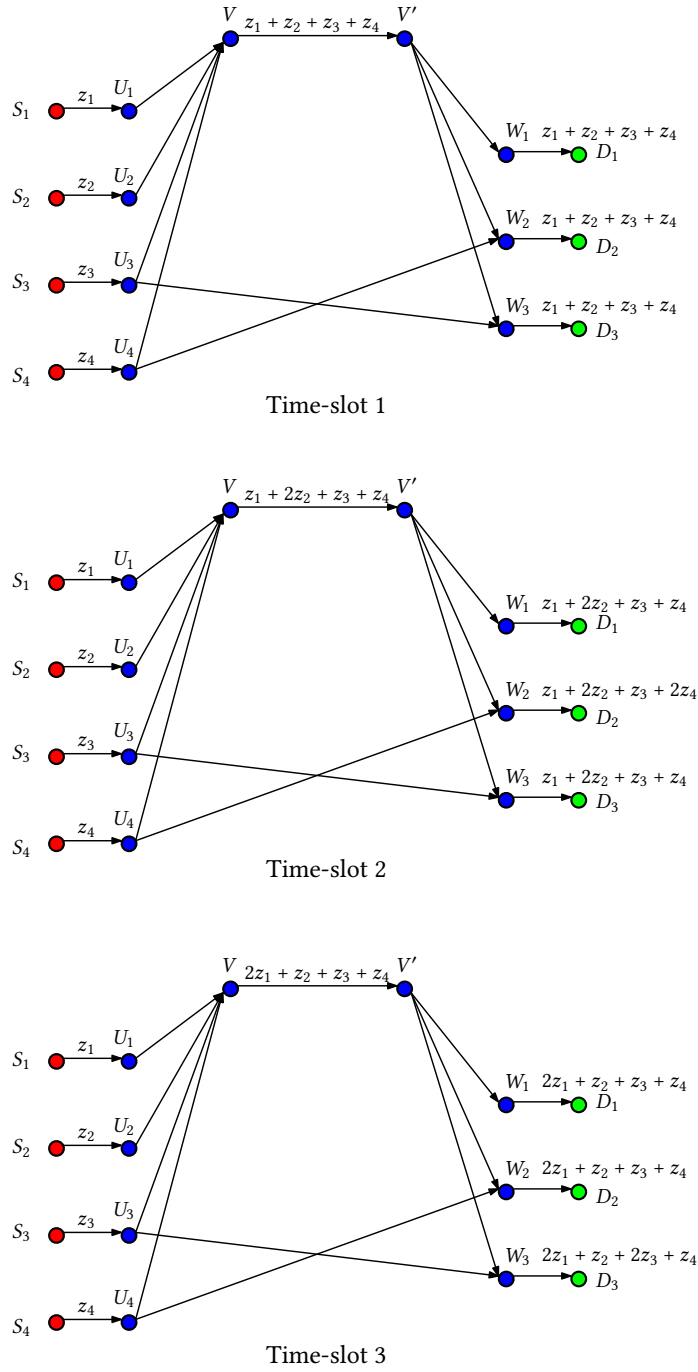 V z₁ + z₂ + z₃ + z₄ V′
S₁ z₁ U₁
W₁ z₁ + z₂ + z₃ + z₄
D₁
S₂ z₂ U₂
W₂ z₁ + z₂ + z₃ + z₄
D₂
S₃ z₃ U₃
W₃ z₁ + z₂ + z₃ + z₄
D₃
S₄ z₄ U₄
Time-slot 1
V z₁ + 2z₂ + z₃ + z₄ V′
S₁ z₁ U₁
W₁ z₁ + 2z₂ + z₃ + z₄
D₁
S₂ z₂ U₂
W₂ z₁ + 2z₂ + z₃ + 2z₄
D₂
S₃ z₃ U₃
W₃ z₁ + 2z₂ + z₃ + z₄
D₃
S₄ z₄ U₄
Time-slot 2
V 2z₁ + z₂ + z₃ + z₄ V′
S₁ z₁ U₁
W₁ 2z₁ + z₂ + z₃ + z₄
D₁
S₂ z₂ U₂
W₂ 2z₁ + z₂ + z₃ + z₄
D₂
S₃ z₃ U₃
W₃ 2z₁ + z₂ + 2z₃ + z₄
D₃
S₄ z₄ U₄
Time-slot 3